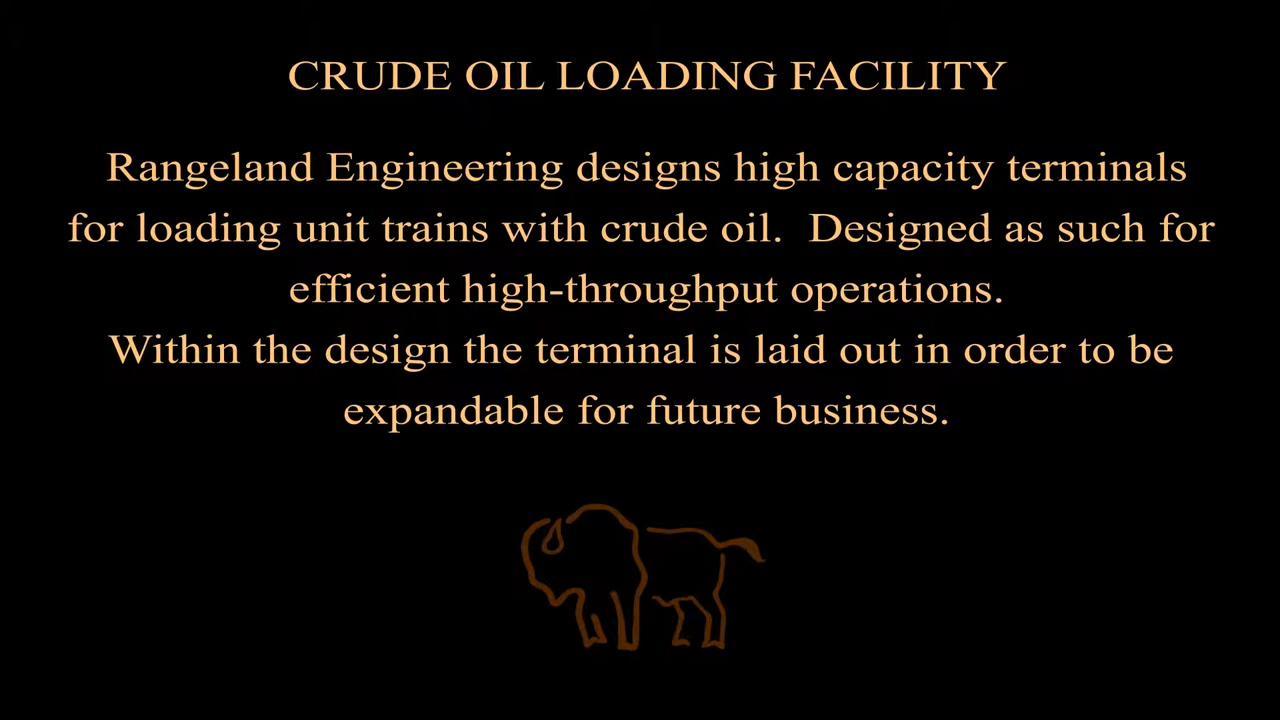 CRUDE OIL LOADING FACILITY
Rangeland Engineering designs high capacity terminals
for loading unit trains with crude oil.  Designed as such for
efficient high-throughput operations.
Within the design the terminal is laid out in order to be
expandable for future business.